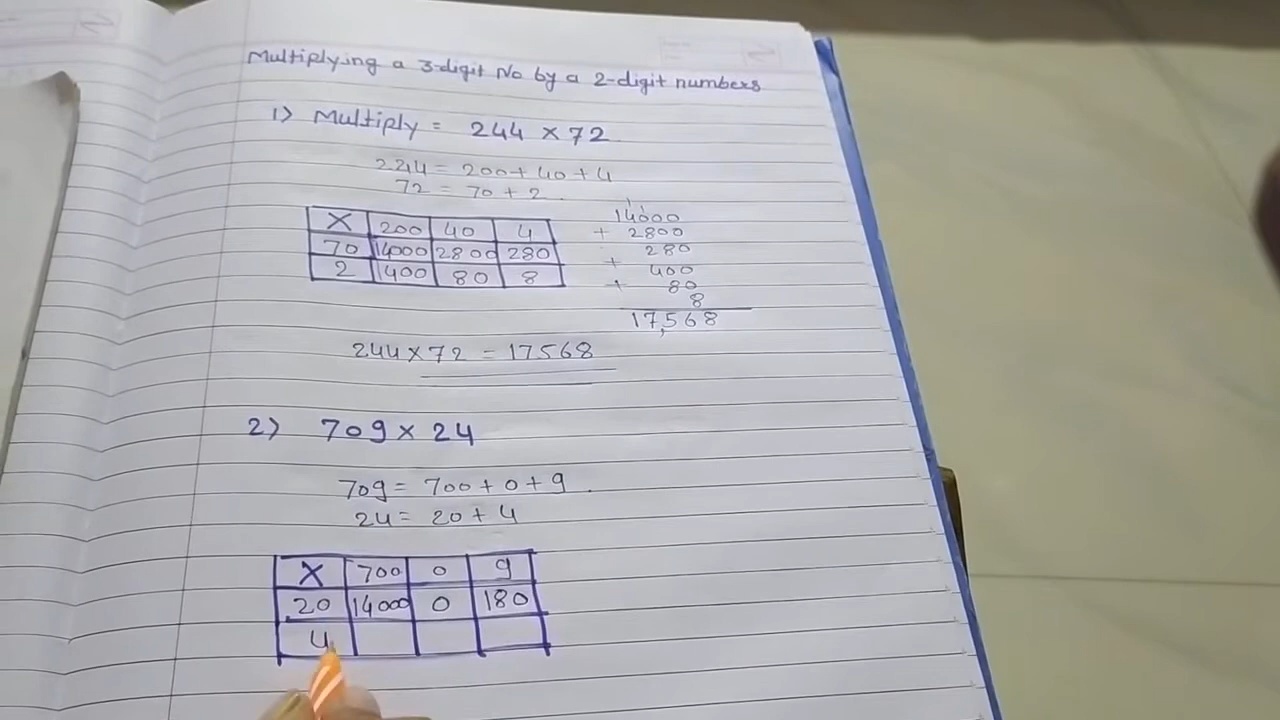 Multiplying a 3-digit No by a 2-digit numbers
1) Multiply = 244 × 72
224 = 200 + 40 + 4
72 = 70 + 2
X 200 40 4
70 14000 2800 280
2 1400 80 8
14000
+ 2800
280
+ 400
+ 80
8
17,568
244 × 72 = 17568
2) 709 × 24
709 = 700 + 0 + 9
24 = 20 + 4
X 700 0 9
20 14000 0 180
4